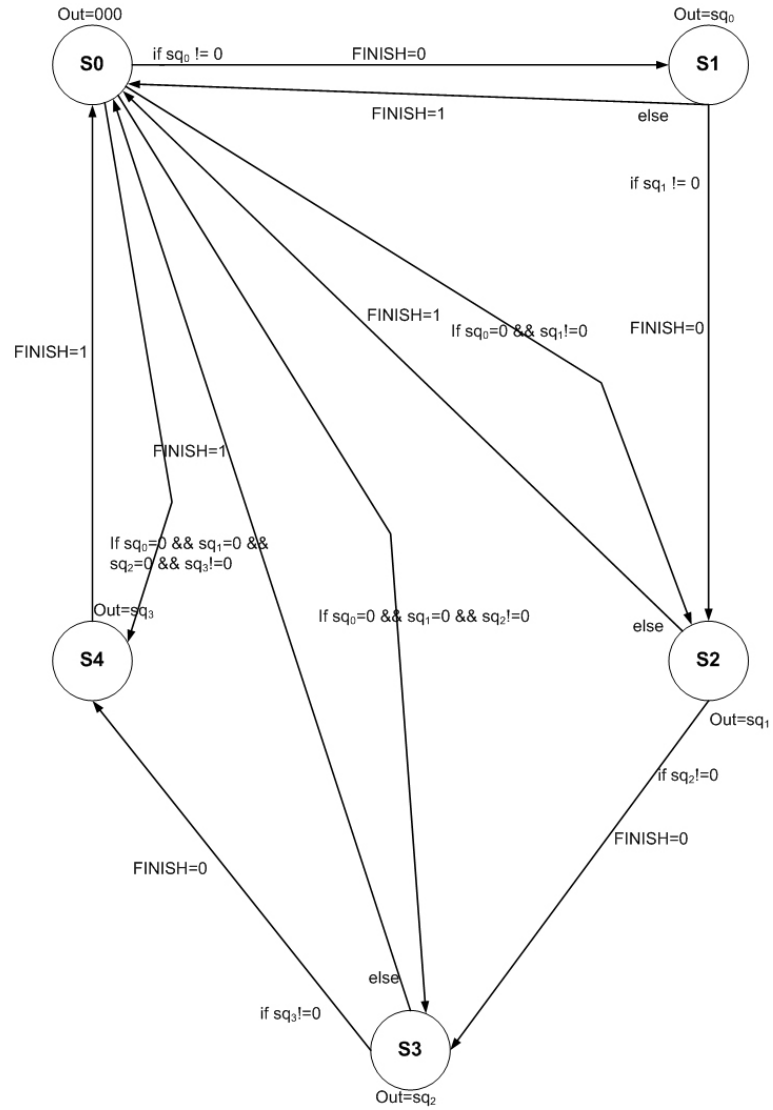 Out=000
Out=sq₀
S0
if sq₀ != 0
FINISH=0
S1
FINISH=1
else
if sq₁ != 0
FINISH=1
If sq₀=0 && sq₁!=0
FINISH=0
FINISH=1
FINISH=1
If sq₀=0 && sq₁=0 &&
sq₂=0 && sq₃!=0
Out=sq₃
If sq₀=0 && sq₁=0 && sq₂!=0
else
S4
S2
Out=sq₁
if sq₂!=0
FINISH=0
FINISH=0
else
if sq₃!=0
S3
Out=sq₂